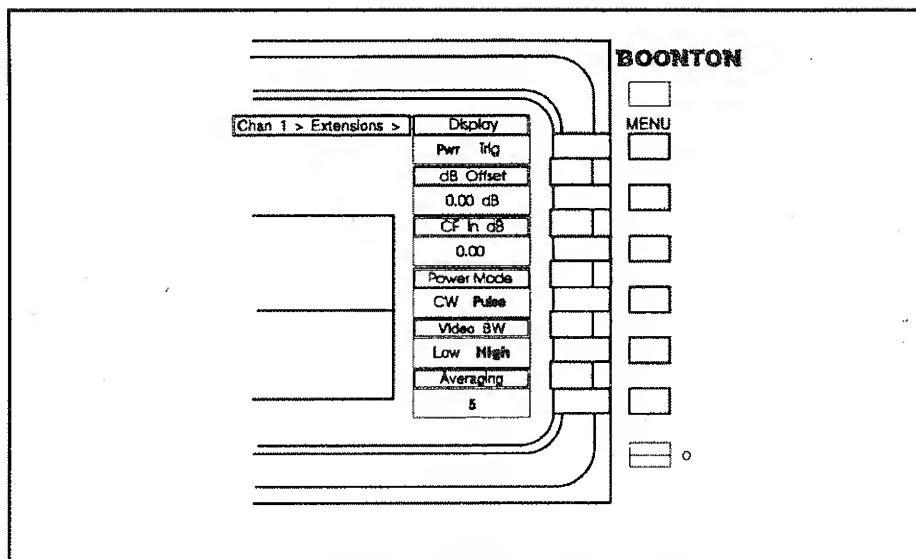 BOONTON
MENU
Chan 1 > Extensions >
Display
Pwr Trig
dB Offset
0.00 dB
CF in dB
0.00
Power Mode
CW Pulse
Video BW
Low High
Averaging
5